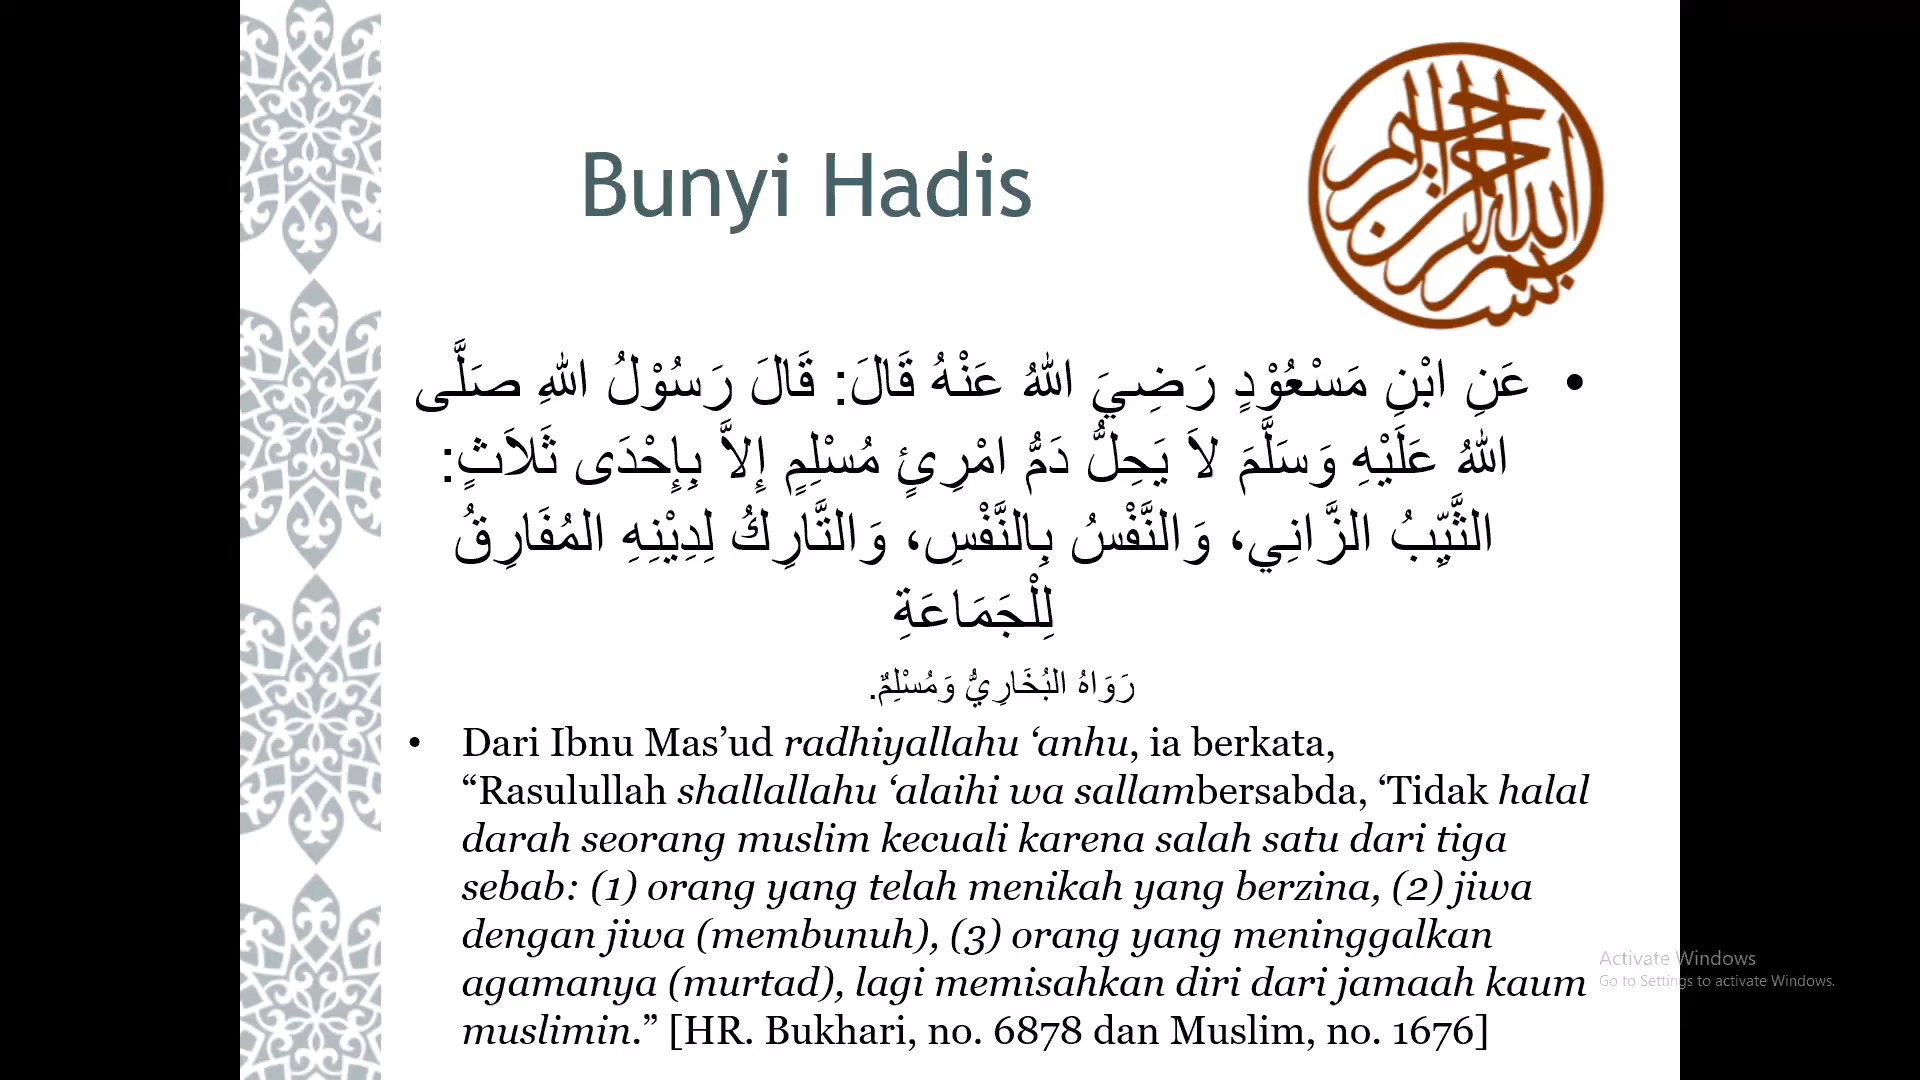 Bunyi Hadis
بسم الله الرحمن الرحيم
• عَنِ ابْنِ مَسْعُوْدٍ رَضِيَ اللهُ عَنْهُ قَالَ: قَالَ رَسُوْلُ اللهِ صَلَّى
اللهُ عَلَيْهِ وَسَلَّمَ لاَ يَحِلُّ دَمُّ امْرِئٍ مُسْلِمٍ إِلاَّ بِإِحْدَى ثَلاَثٍ:
الثَّيِّبُ الزَّانِي، وَالنَّفْسُ بِالنَّفْسِ، وَالتَّارِكُ لِدِيْنِهِ المُفَارِقُ
لِلْجَمَاعَةِ
رَوَاهُ البُخَارِيُّ وَمُسْلِمٌ.
• Dari Ibnu Mas’ud radhiyallahu ‘anhu, ia berkata,
“Rasulullah shallallahu ‘alaihi wa sallambersabda, ‘Tidak halal
darah seorang muslim kecuali karena salah satu dari tiga
sebab: (1) orang yang telah menikah yang berzina, (2) jiwa
dengan jiwa (membunuh), (3) orang yang meninggalkan
agamanya (murtad), lagi memisahkan diri dari jamaah kaum
muslimin.” [HR. Bukhari, no. 6878 dan Muslim, no. 1676]
Activate Windows
Go to Settings to activate Windows.